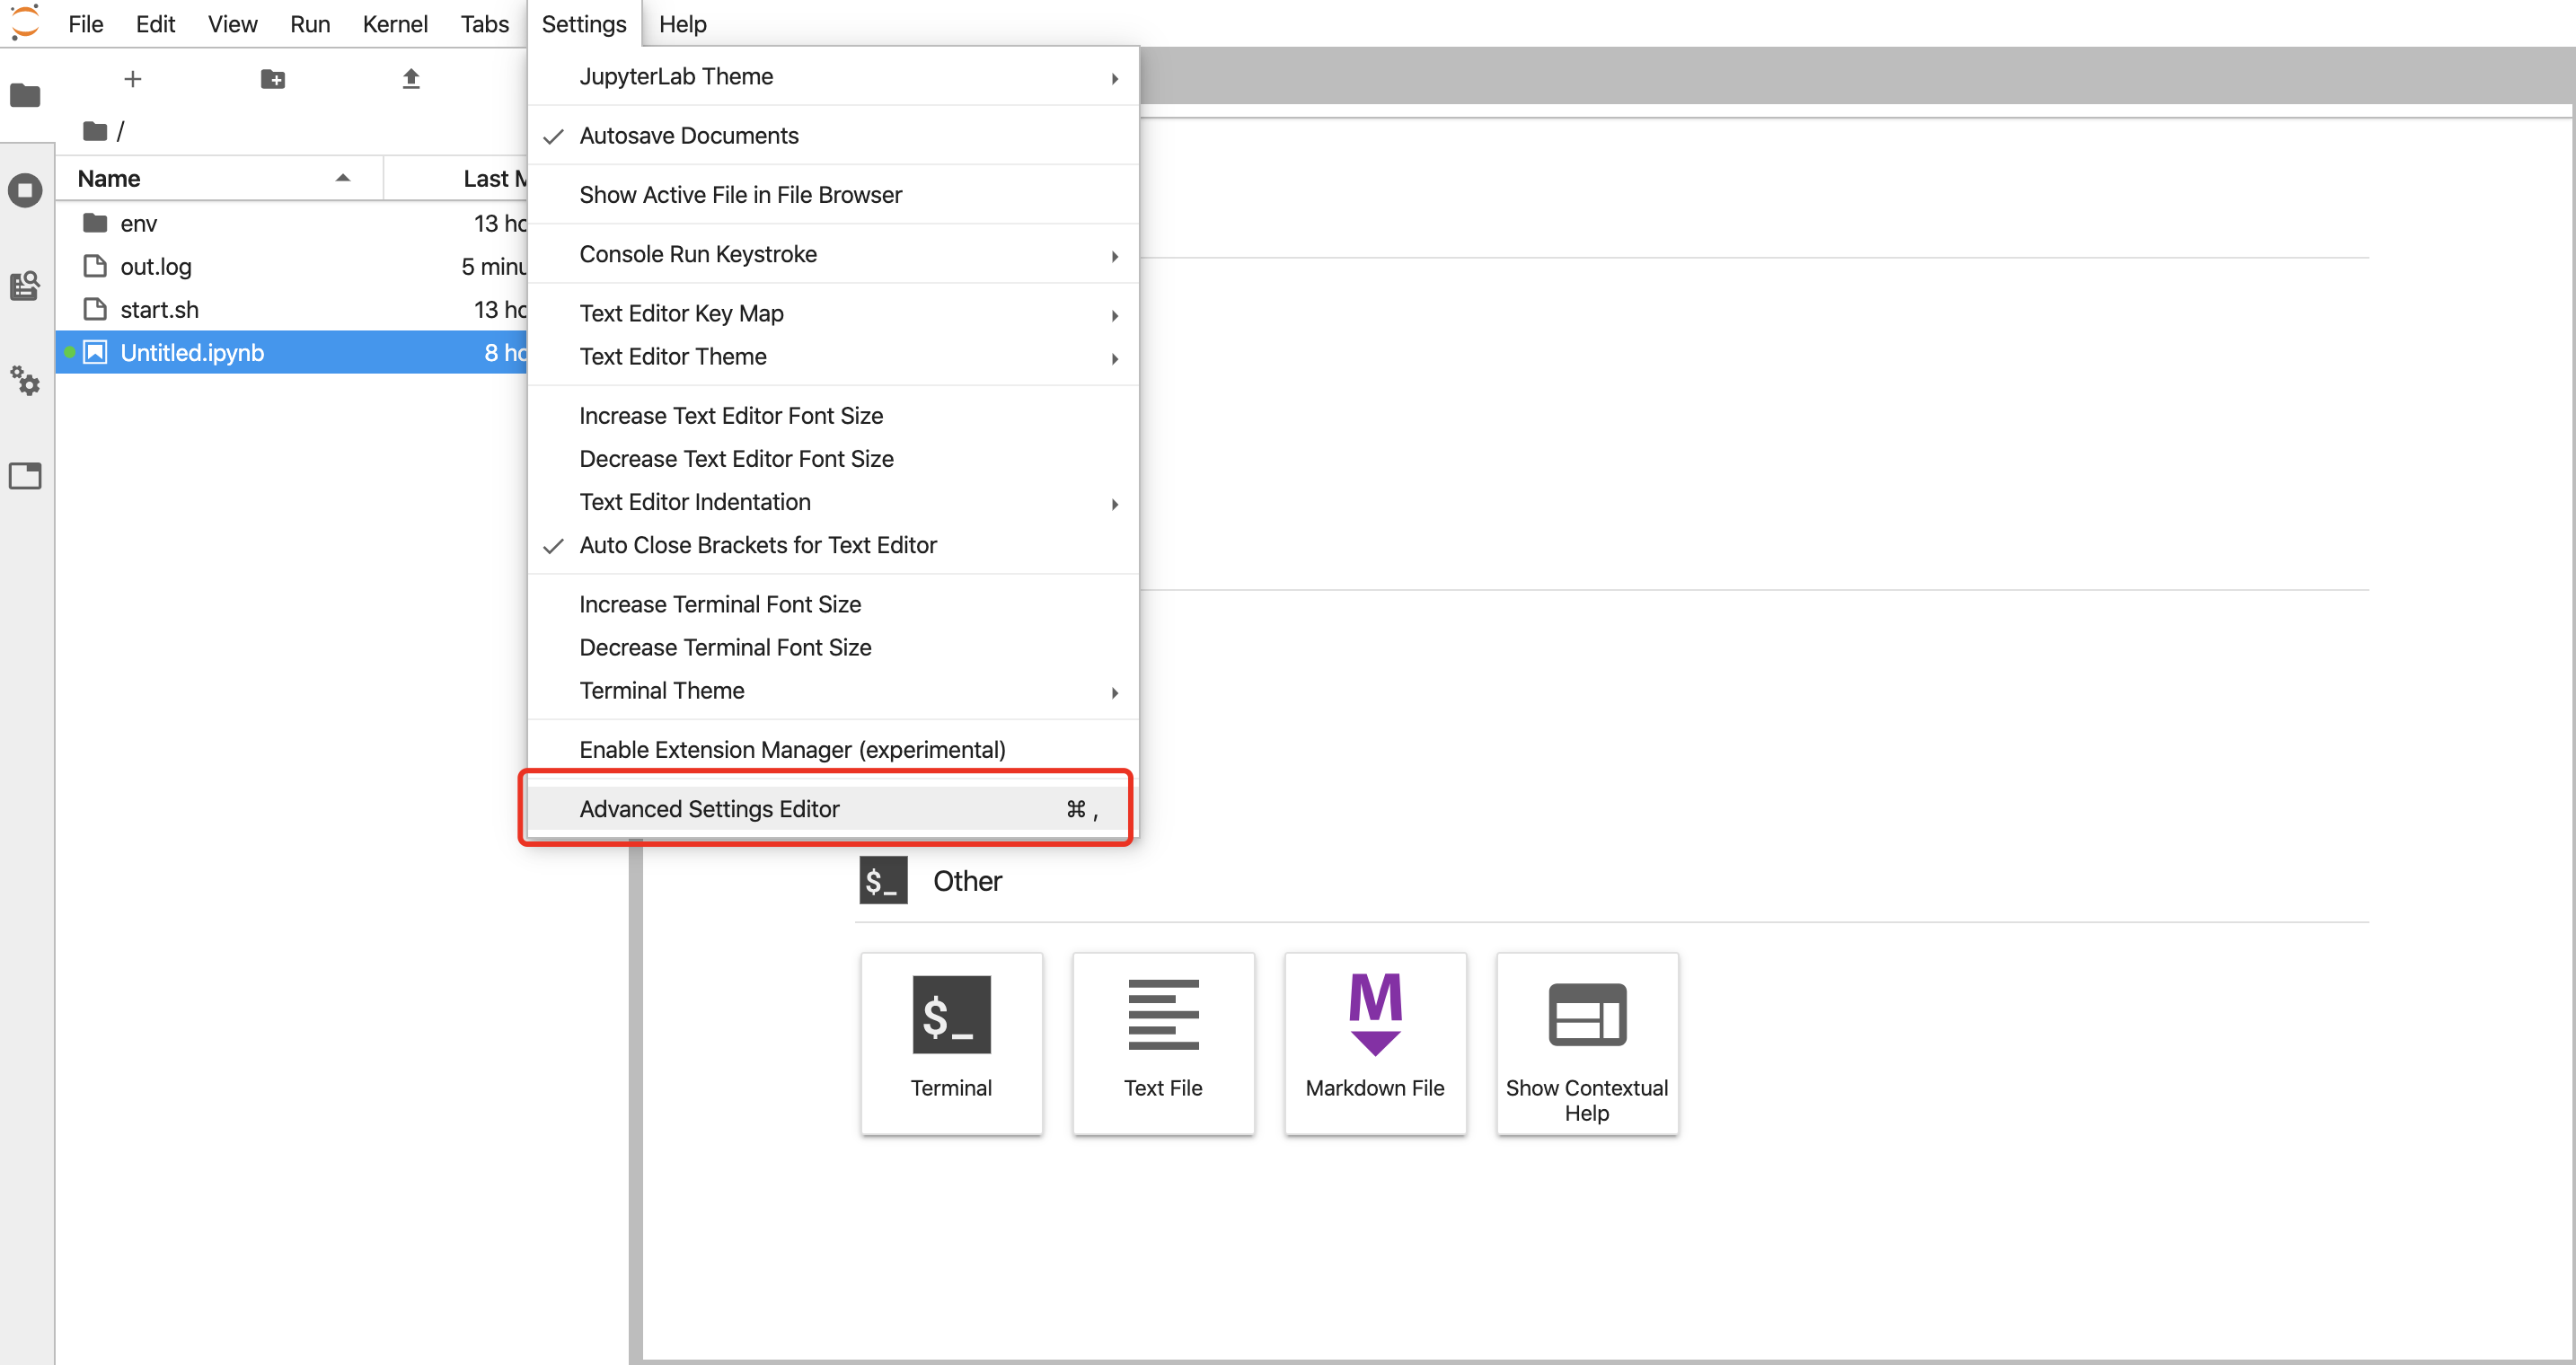 File Edit View Run Kernel Tabs Settings Help
/
Name Last M
env 13 ho
out.log 5 minu
start.sh 13 ho
Untitled.ipynb 8 ho
JupyterLab Theme
Autosave Documents
Show Active File in File Browser
Console Run Keystroke
Text Editor Key Map
Text Editor Theme
Increase Text Editor Font Size
Decrease Text Editor Font Size
Text Editor Indentation
Auto Close Brackets for Text Editor
Increase Terminal Font Size
Decrease Terminal Font Size
Terminal Theme
Enable Extension Manager (experimental)
Advanced Settings Editor ⌘ ,
$_ Other
$_
Terminal
Text File
M
Markdown File
Show Contextual
Help